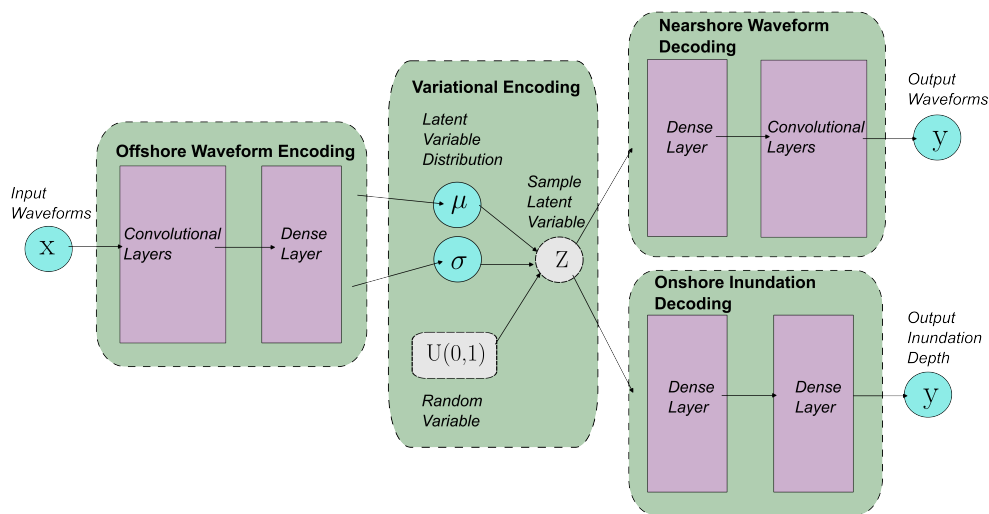 Input
Waveforms
x
Offshore Waveform Encoding
Convolutional
Layers
Dense
Layer
Variational Encoding
Latent
Variable
Distribution
μ
σ
U(0,1)
Random
Variable
Sample
Latent
Variable
Z
Nearshore Waveform
Decoding
Dense
Layer
Convolutional
Layers
Output
Waveforms
y
Onshore Inundation
Decoding
Dense
Layer
Dense
Layer
Output
Inundation
Depth
y